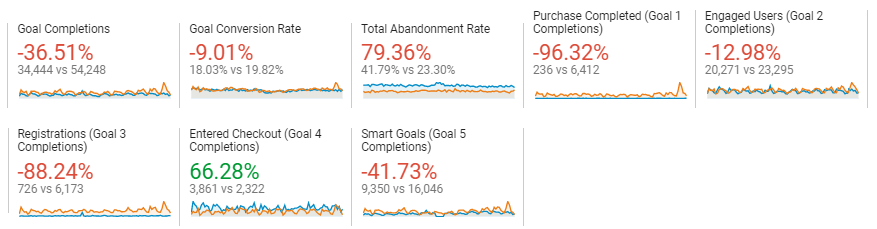 Goal Completions
-36.51%
34,444 vs 54,248
Goal Conversion Rate
-9.01%
18.03% vs 19.82%
Total Abandonment Rate
79.36%
41.79% vs 23.30%
Purchase Completed (Goal 1
Completions)
-96.32%
236 vs 6,412
Engaged Users (Goal 2
Completions)
-12.98%
20,271 vs 23,295
Registrations (Goal 3
Completions)
-88.24%
726 vs 6,173
Entered Checkout (Goal 4
Completions)
66.28%
3,861 vs 2,322
Smart Goals (Goal 5
Completions)
-41.73%
9,350 vs 16,046